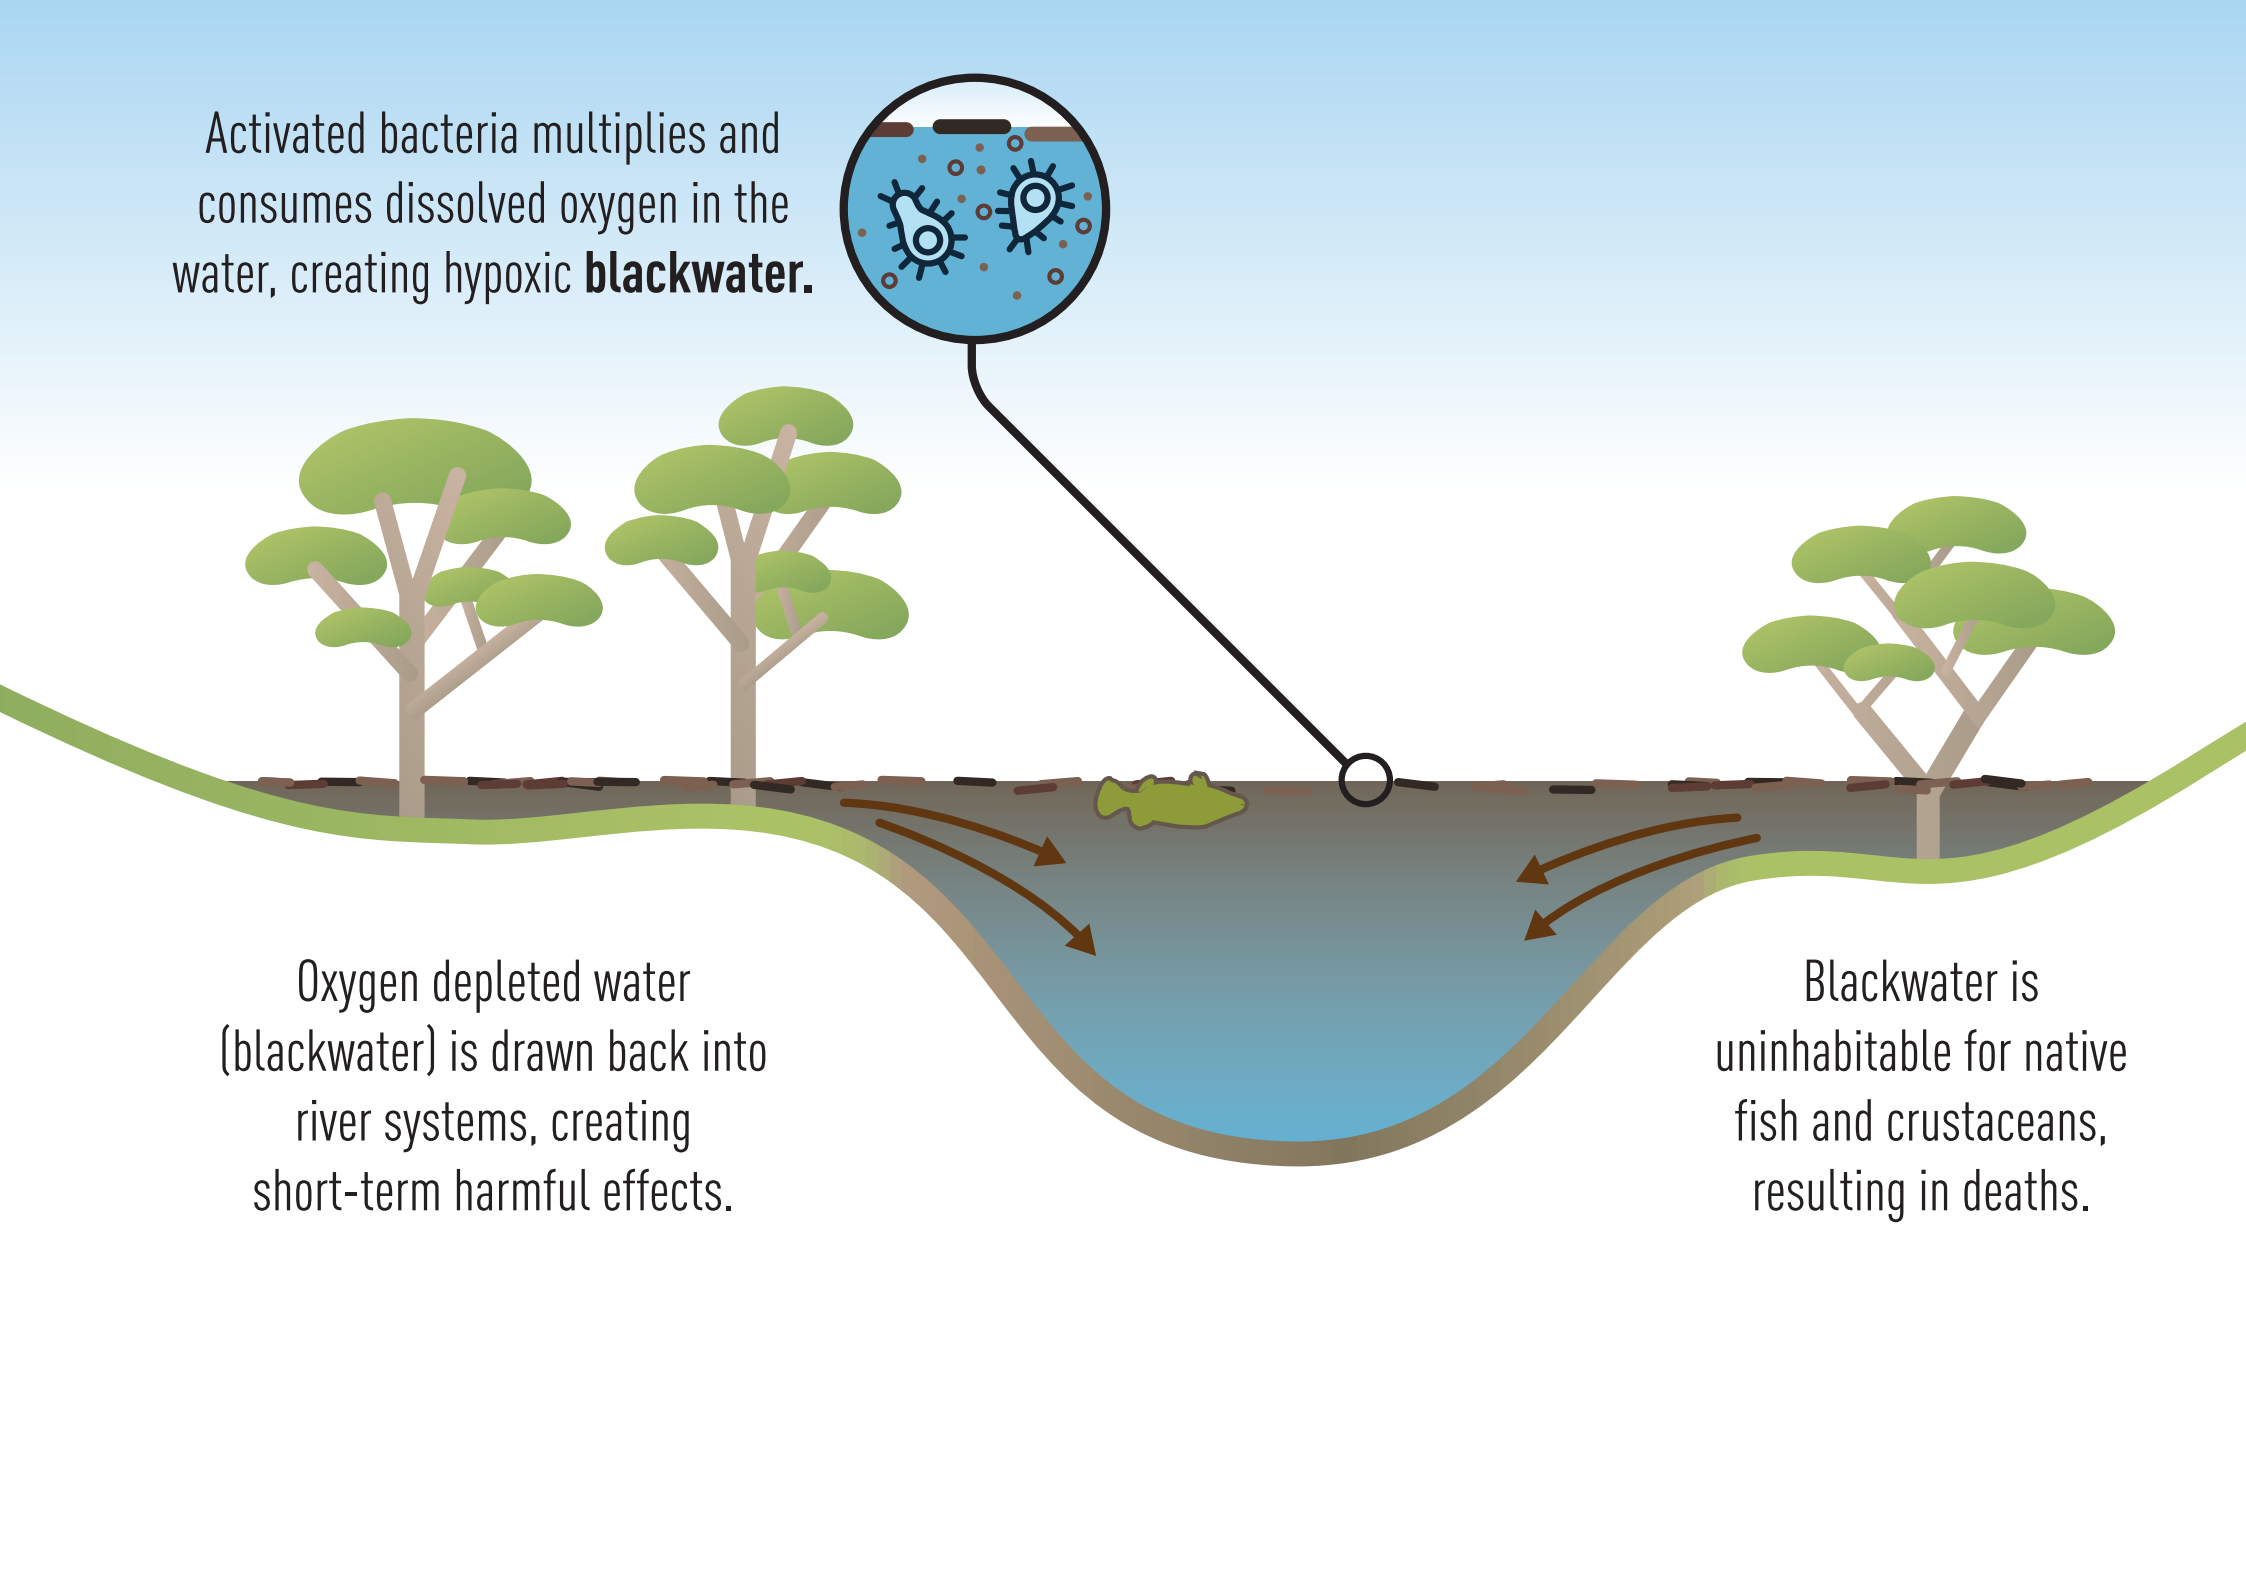 Activated bacteria multiplies and
consumes dissolved oxygen in the
water, creating hypoxic blackwater.
Oxygen depleted water
(blackwater) is drawn back into
river systems, creating
short-term harmful effects.
Blackwater is
uninhabitable for native
fish and crustaceans,
resulting in deaths.